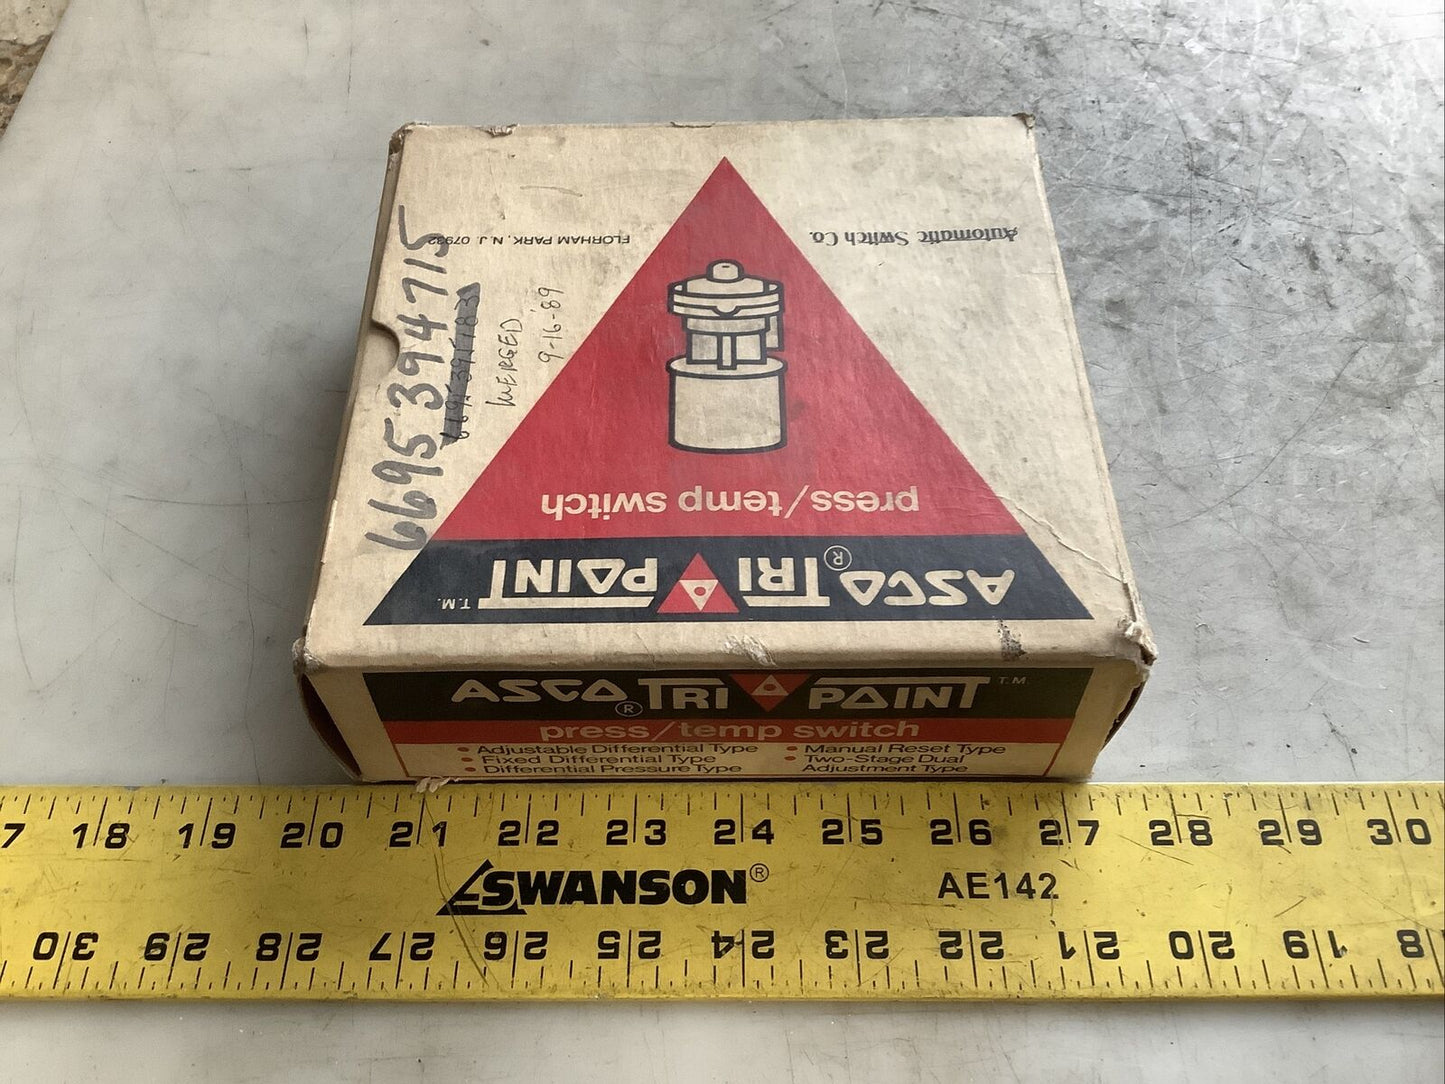 Automatic Switch Co.
FLORHAM PARK, N.J. 07932
6695394715
MERGED
9-16-89
press/temp switch
ASCO® TRI POINT T.M.
ASCO® TRI POINT T.M.
press/temp switch
• Adjustable Differential Type
• Fixed Differential Type
• Differential Pressure Type
• Manual Reset Type
• Two-Stage Dual
Adjustment Type
7 18 19 20 21 22 23 24 25 26 27 28 29 30
SWANSON® AE142
30 29 28 27 26 25 24 23 22 21 20 19 8